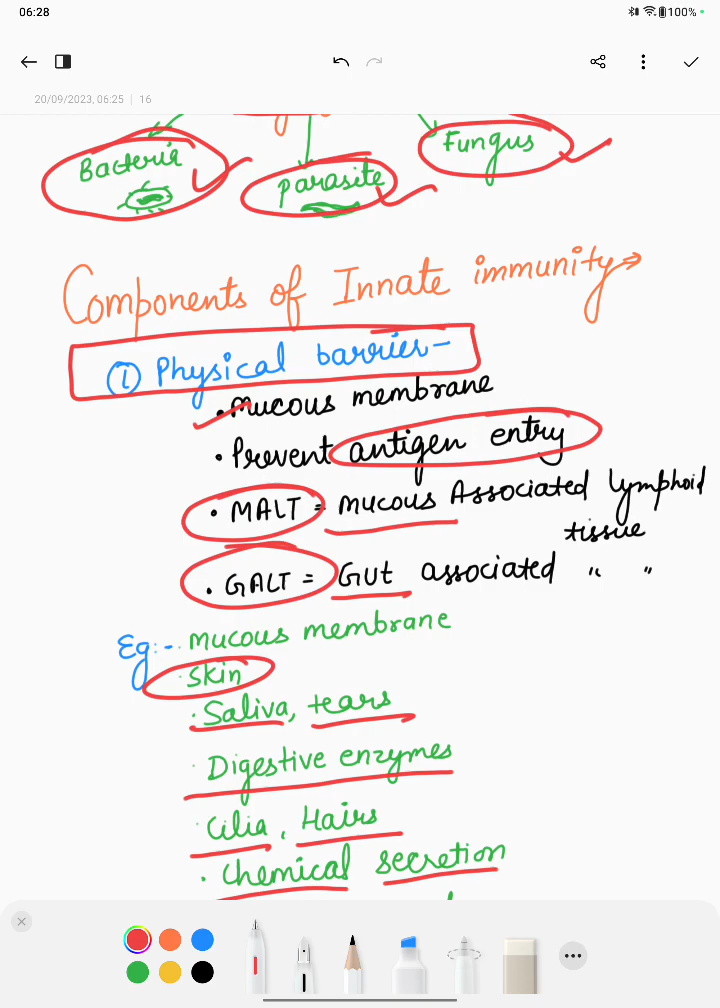 06:28
100%
20/09/2023, 06:25 | 16
Bacteria
parasite
Fungus
Components of Innate immunity→
① Physical barrier-
• Mucous membrane
• Prevent antigen entry
• MALT = Mucous Associated lymphoid
tissue
• GALT = Gut associated " "
Eg:- • Mucous membrane
• Skin
• Saliva, tears
• Digestive enzymes
• Cilia, Hairs
• Chemical secretion